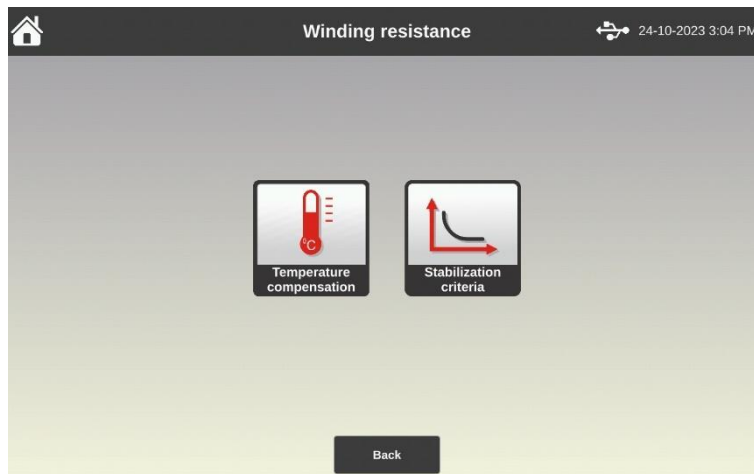 Winding resistance
24-10-2023 3:04 PM
°C
Temperature
compensation
Stabilization
criteria
Back